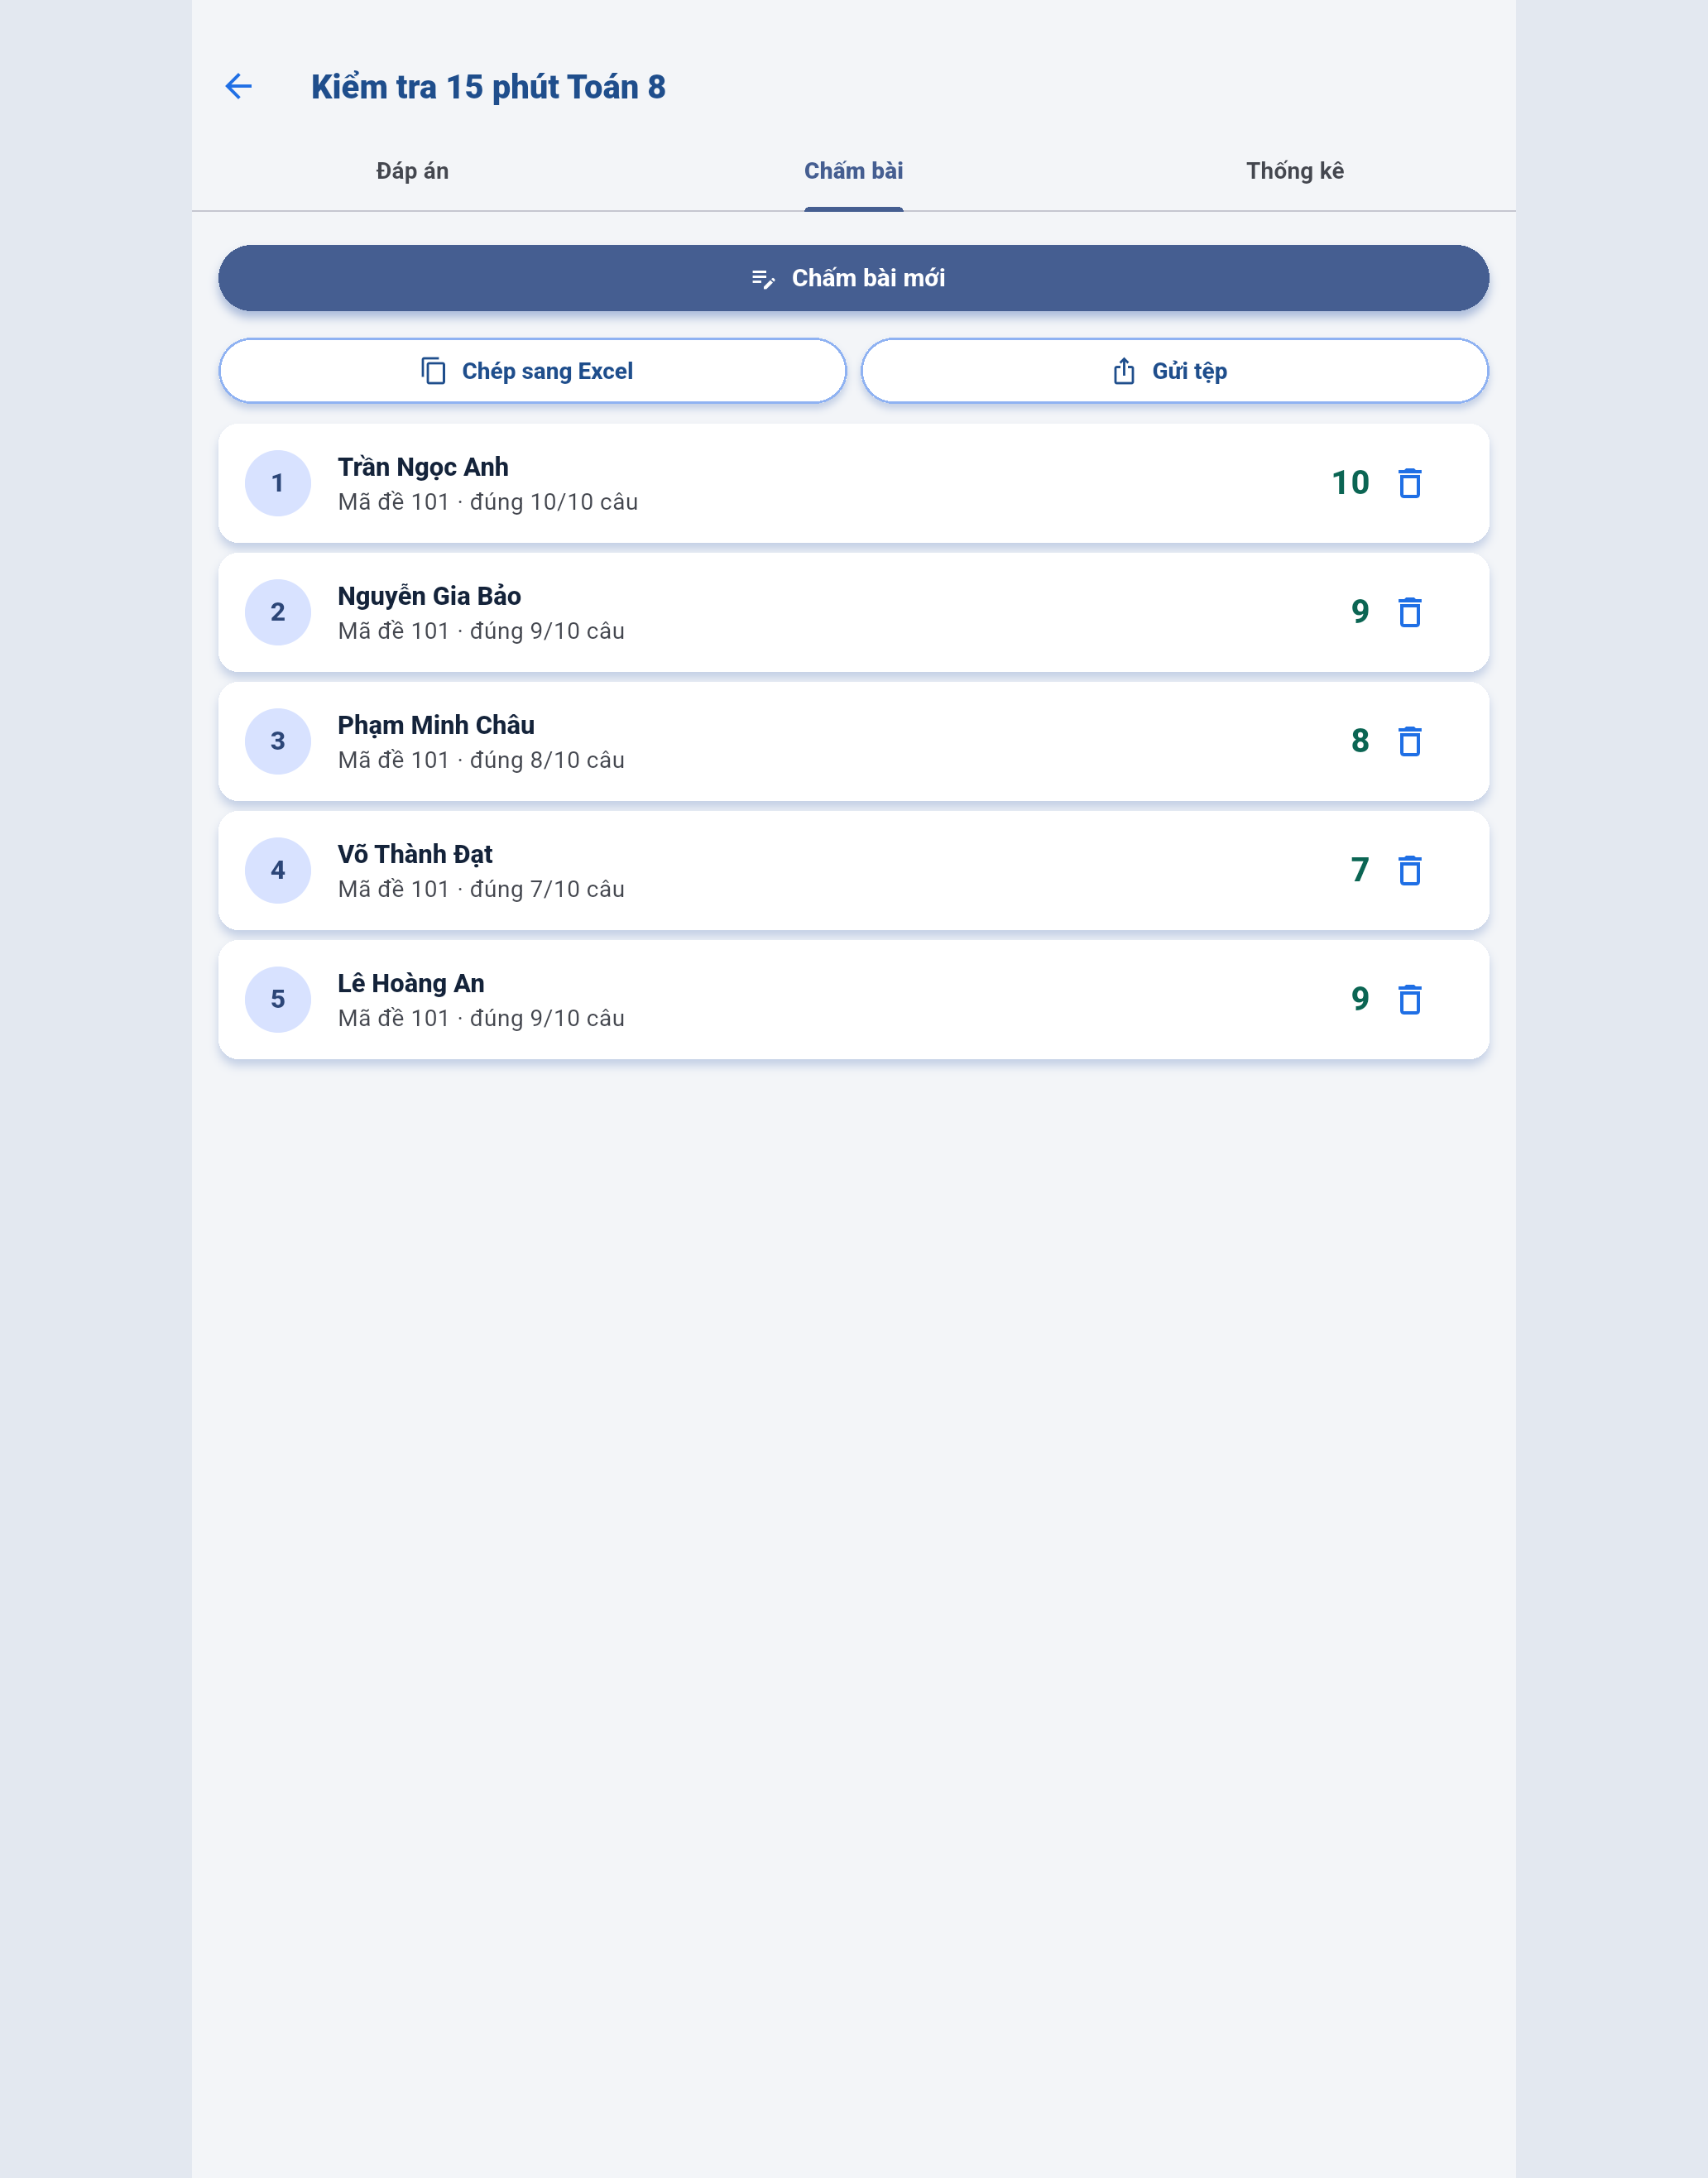 Kiểm tra 15 phút Toán 8
Đáp án
Chấm bài
Thống kê
Chấm bài mới
Chép sang Excel
Gửi tệp
1
Trần Ngọc Anh
Mã đề 101 · đúng 10/10 câu
10
2
Nguyễn Gia Bảo
Mã đề 101 · đúng 9/10 câu
9
3
Phạm Minh Châu
Mã đề 101 · đúng 8/10 câu
8
4
Võ Thành Đạt
Mã đề 101 · đúng 7/10 câu
7
5
Lê Hoàng An
Mã đề 101 · đúng 9/10 câu
9